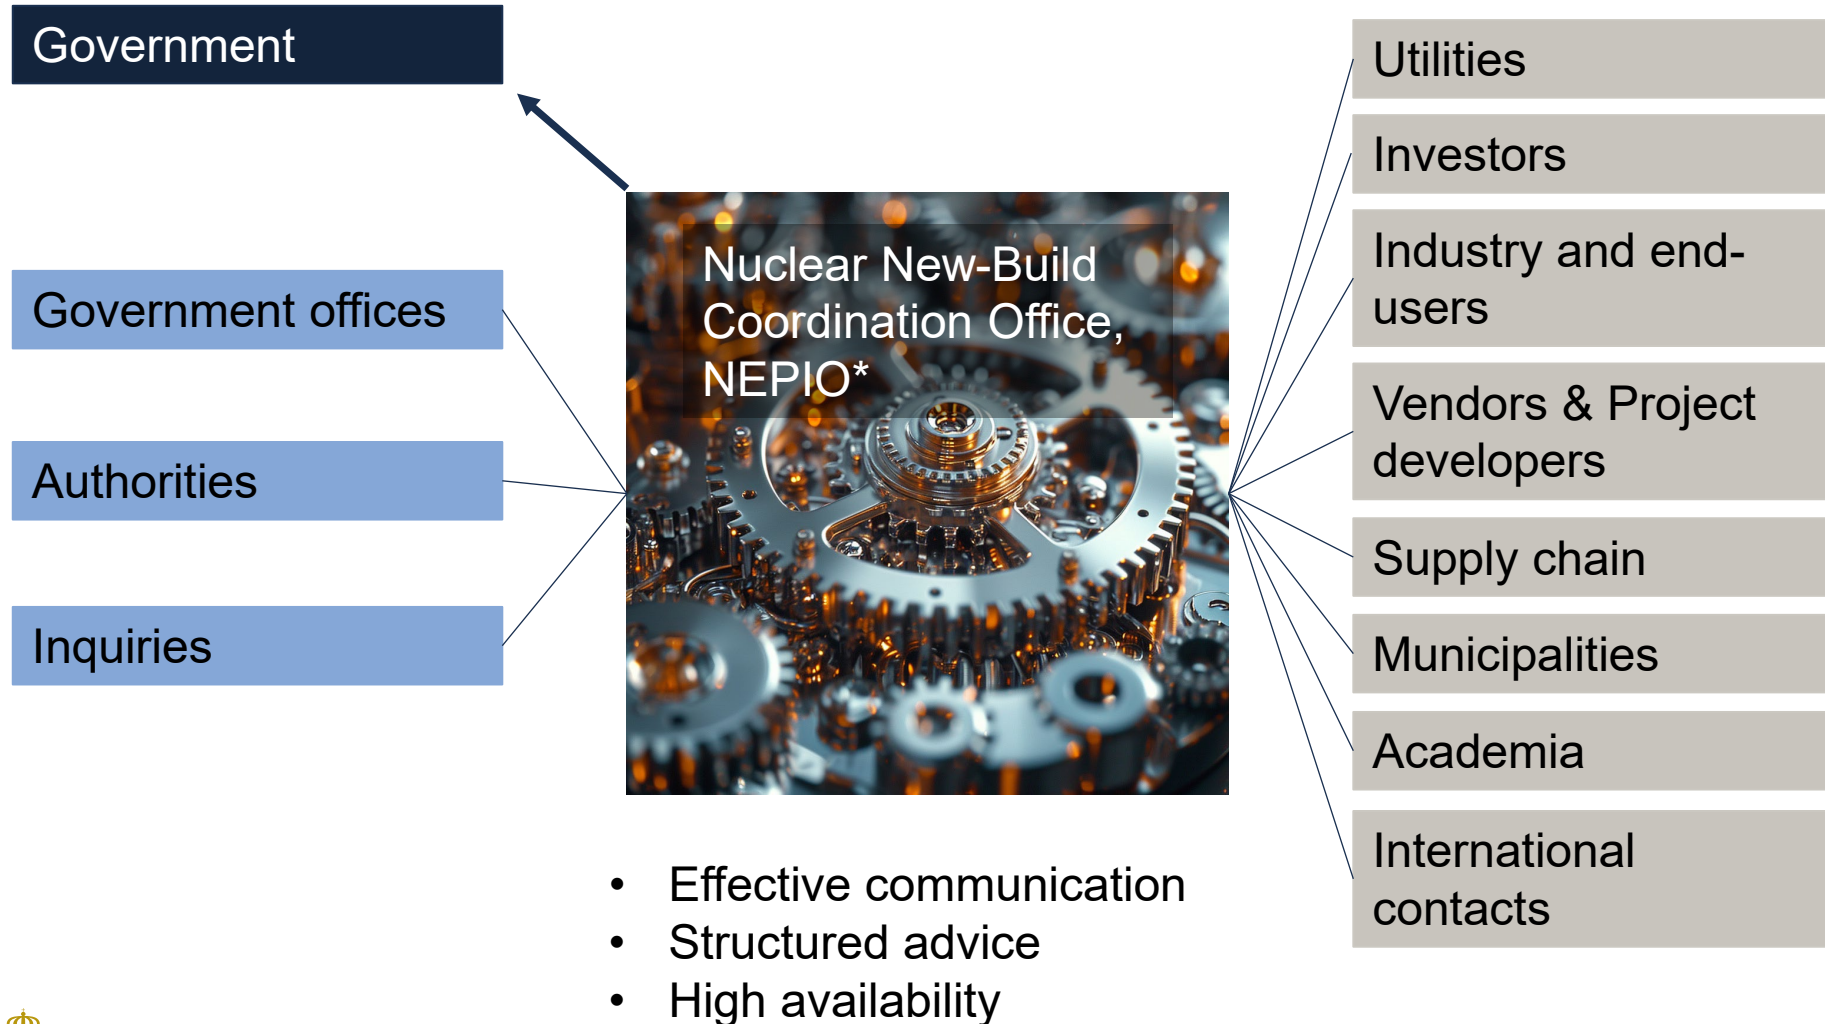 Government
Government offices
Authorities
Inquiries
Nuclear New-Build
Coordination Office,
NEPIO*
• Effective communication
• Structured advice
• High availability
Utilities
Investors
Industry and end-
users
Vendors & Project
developers
Supply chain
Municipalities
Academia
International
contacts